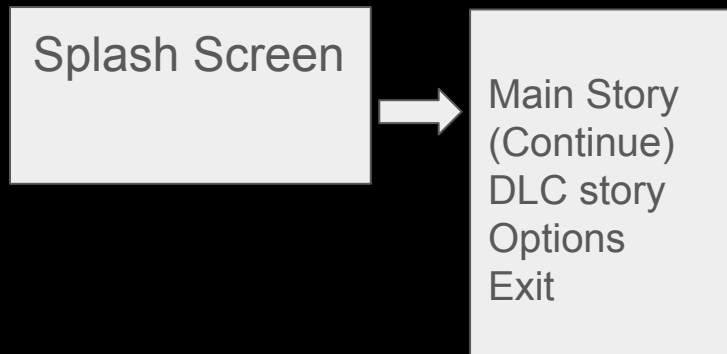 Splash Screen
Main Story
(Continue)
DLC story
Options
Exit